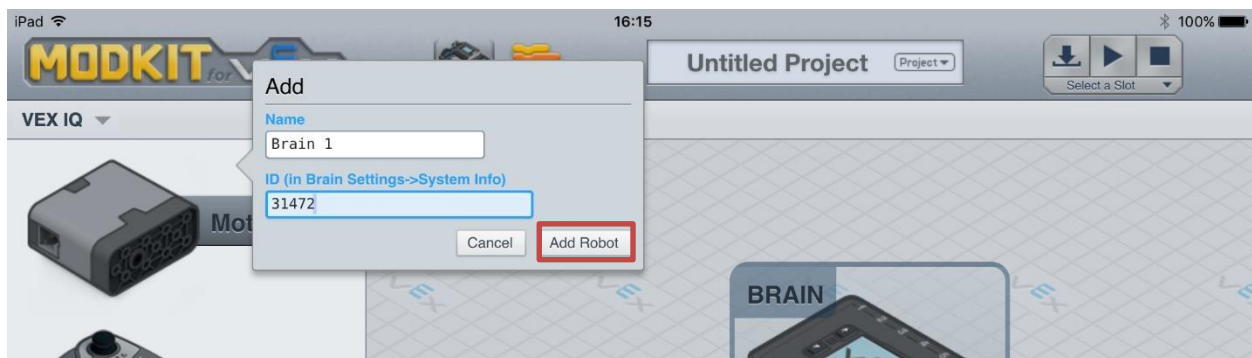 iPad 16:15 100%
MODKIT for
Untitled Project Project
Select a Slot
VEX IQ
Add
Name
Brain 1
ID (in Brain Settings->System Info)
31472
Cancel Add Robot
Mot
BRAIN
VEX